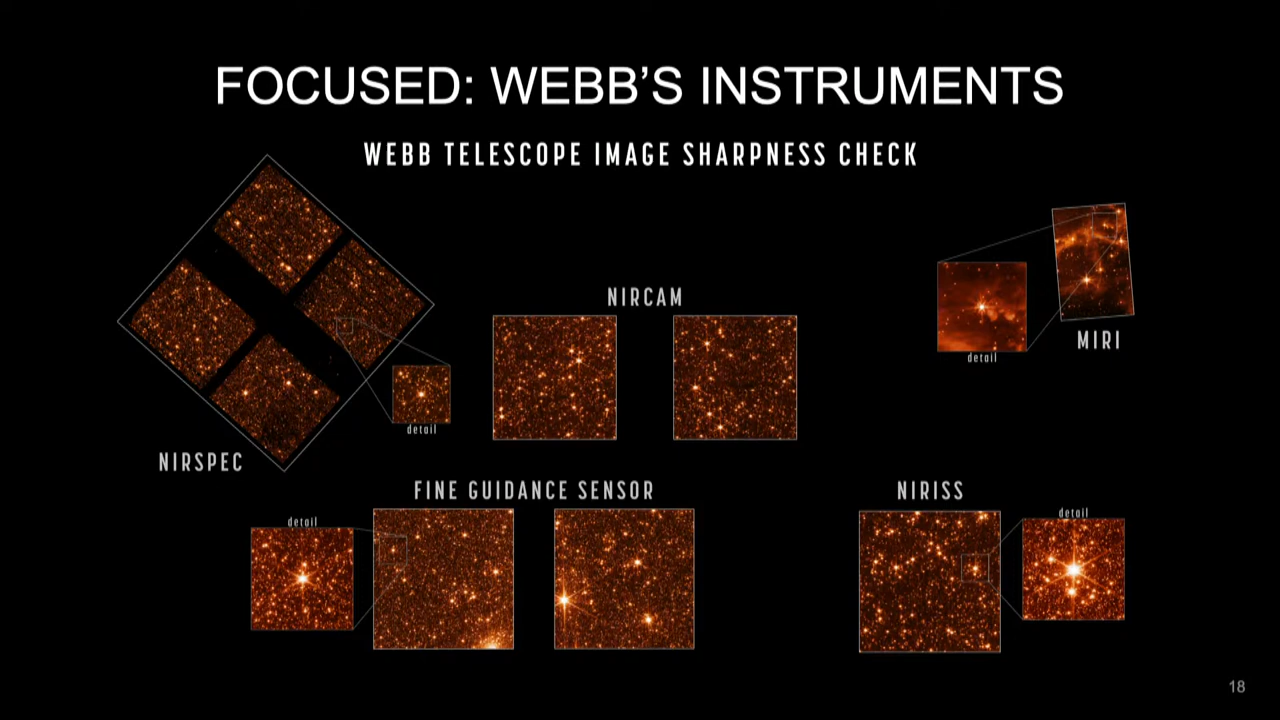 FOCUSED: WEBB'S INSTRUMENTS
WEBB TELESCOPE IMAGE SHARPNESS CHECK
NIRCAM
MIRI
detail
detail
NIRSPEC
FINE GUIDANCE SENSOR
NIRISS
detail
detail
18